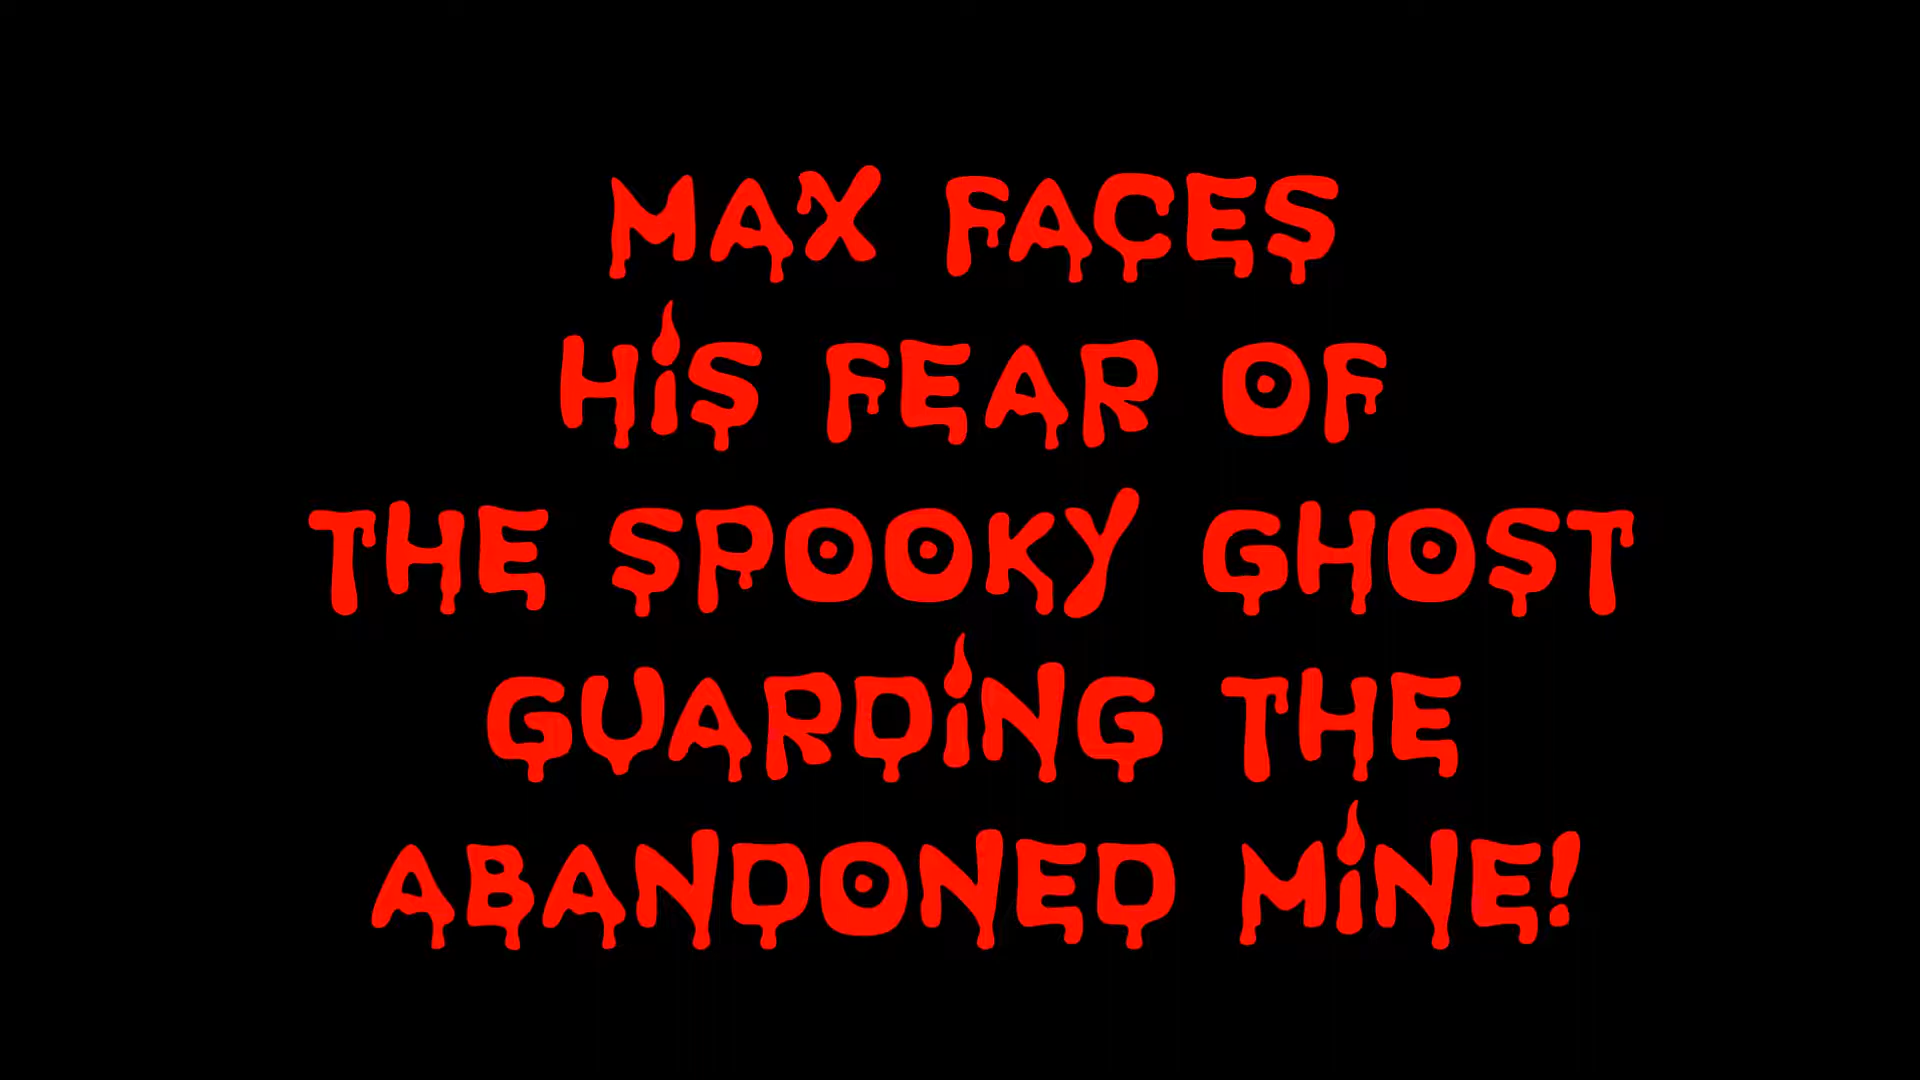 MAX FACES
HiS FEAR OF
THE SPOOKY GHOST
GUARDiNG THE
ABANDONED MiNE!